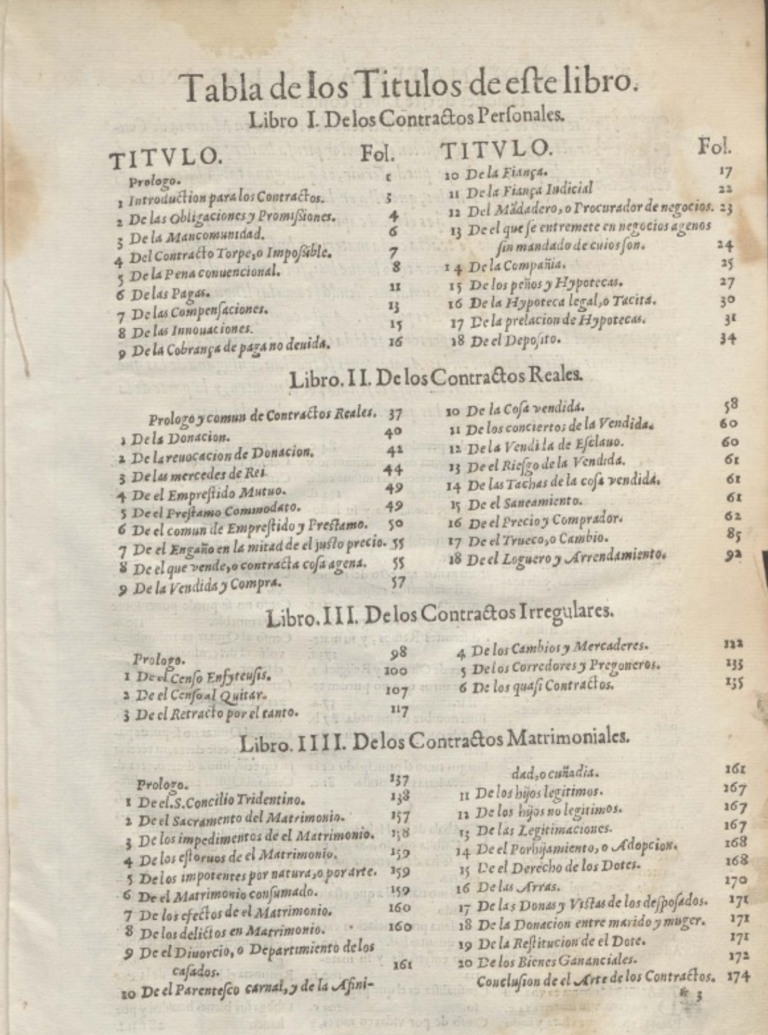 Tabla de los Titulos de eſte libro.
Libro I. De los Contractos Perſonales.
TITVLO. Fol.
Prologo. 1
1 Introduction para los Contractos. 3
2 De las Obligaciones y Promiſsiones. 4
3 De la Mancomunidad. 6
4 Del Contracto Torpe, o Impoſsible. 7
5 De la Pena conuencional. 8
6 De las Pagas. 11
7 De las Compenſaciones. 13
8 De las Innouaciones. 15
9 De la Cobrança de paga no deuida. 16
TITVLO. Fol.
10 De la Fiança. 17
11 De la Fiança Iudicial 22
12 Del Mãdadero, o Procurador de negocios. 23
13 De el que ſe entremete en negocios agenos
ſin mandado de cuios ſon. 24
14 De la Compañia. 25
15 De los peños y Hypotecas. 27
16 De la Hypoteca legal, o Tacita. 30
17 De la prelacion de Hypotecas. 31
18 De el Depoſito. 34
Libro. II. De los Contractos Reales.
Prologo y comun de Contractos Reales. 37
1 De la Donacion. 40
2 De la reuocacion de Donacion. 42
3 De las mercedes de Rei. 44
4 De el Empreſtido Mutuo. 49
5 De el Preſtamo Commodato. 49
6 De el comun de Empreſtido y Preſtamo. 50
7 De el Engaño en la mitad de el juſto precio. 55
8 De el que vende, o contracta coſa agena. 55
9 De la Vendida y Compra. 57
10 De la Coſa vendida. 58
11 De los conciertos de la Vendida. 60
12 De la Vendida de Eſclauo. 60
13 De el Rieſgo de la Vendida. 61
14 De las Tachas de la coſa vendida. 61
15 De el Saneamiento. 61
16 De el Precio y Comprador. 62
17 De el Trueco, o Cambio. 85
18 De el Loguero y Arrendamiento. 92
Libro. III. De los Contractos Irregulares.
Prologo. 98
1 De el Cenſo Enfyteuſis. 100
2 De el Cenſo al Quitar. 107
3 De el Retracto por el tanto. 117
4 De los Cambios y Mercaderes. 122
5 De los Corredores y Pregoneros. 133
6 De los quaſi Contractos. 135
Libro. IIII. De los Contractos Matrimoniales.
Prologo. 137
1 De el. S. Concilio Tridentino. 138
2 De el Sacramento del Matrimonio. 157
3 De los impedimentos de el Matrimonio. 158
4 De los eſtoruos de el Matrimonio. 159
5 De los impotentes por natura, o por arte. 159
6 De el Matrimonio conſumado. 159
7 De los efectos de el Matrimonio. 160
8 De los delictos en Matrimonio. 160
9 De el Diuorcio, o Departimiento de los
caſados. 161
10 De el Parenteſco carnal, y de la Afini-
dad, o cuñadia. 161
11 De los hijos legitimos. 167
12 De los hijos no legitimos. 167
13 De las Legitimaciones. 167
14 De el Porhijamiento, o Adopcion. 168
15 De el Derecho de los Dotes. 168
16 De las Arras. 170
17 De las Donas y Viſtas de los deſpoſados. 171
18 De la Donacion entre marido y muger. 171
19 De la Reſtitucion de el Dote. 171
20 De los Bienes Gananciales. 172
Concluſion de el Arte de los Contractos. 174
* 3